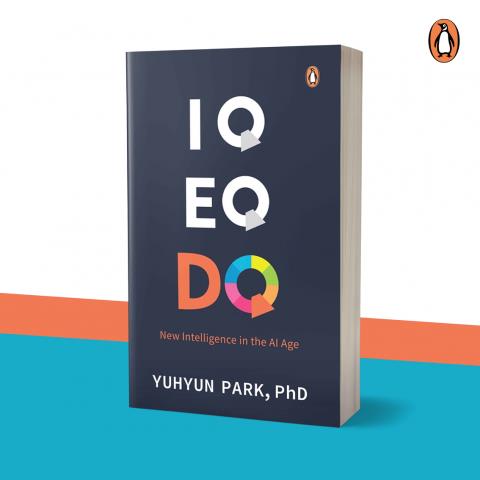 IQ
EQ
DQ
New Intelligence in the AI Age
YUHYUN PARK, PhD